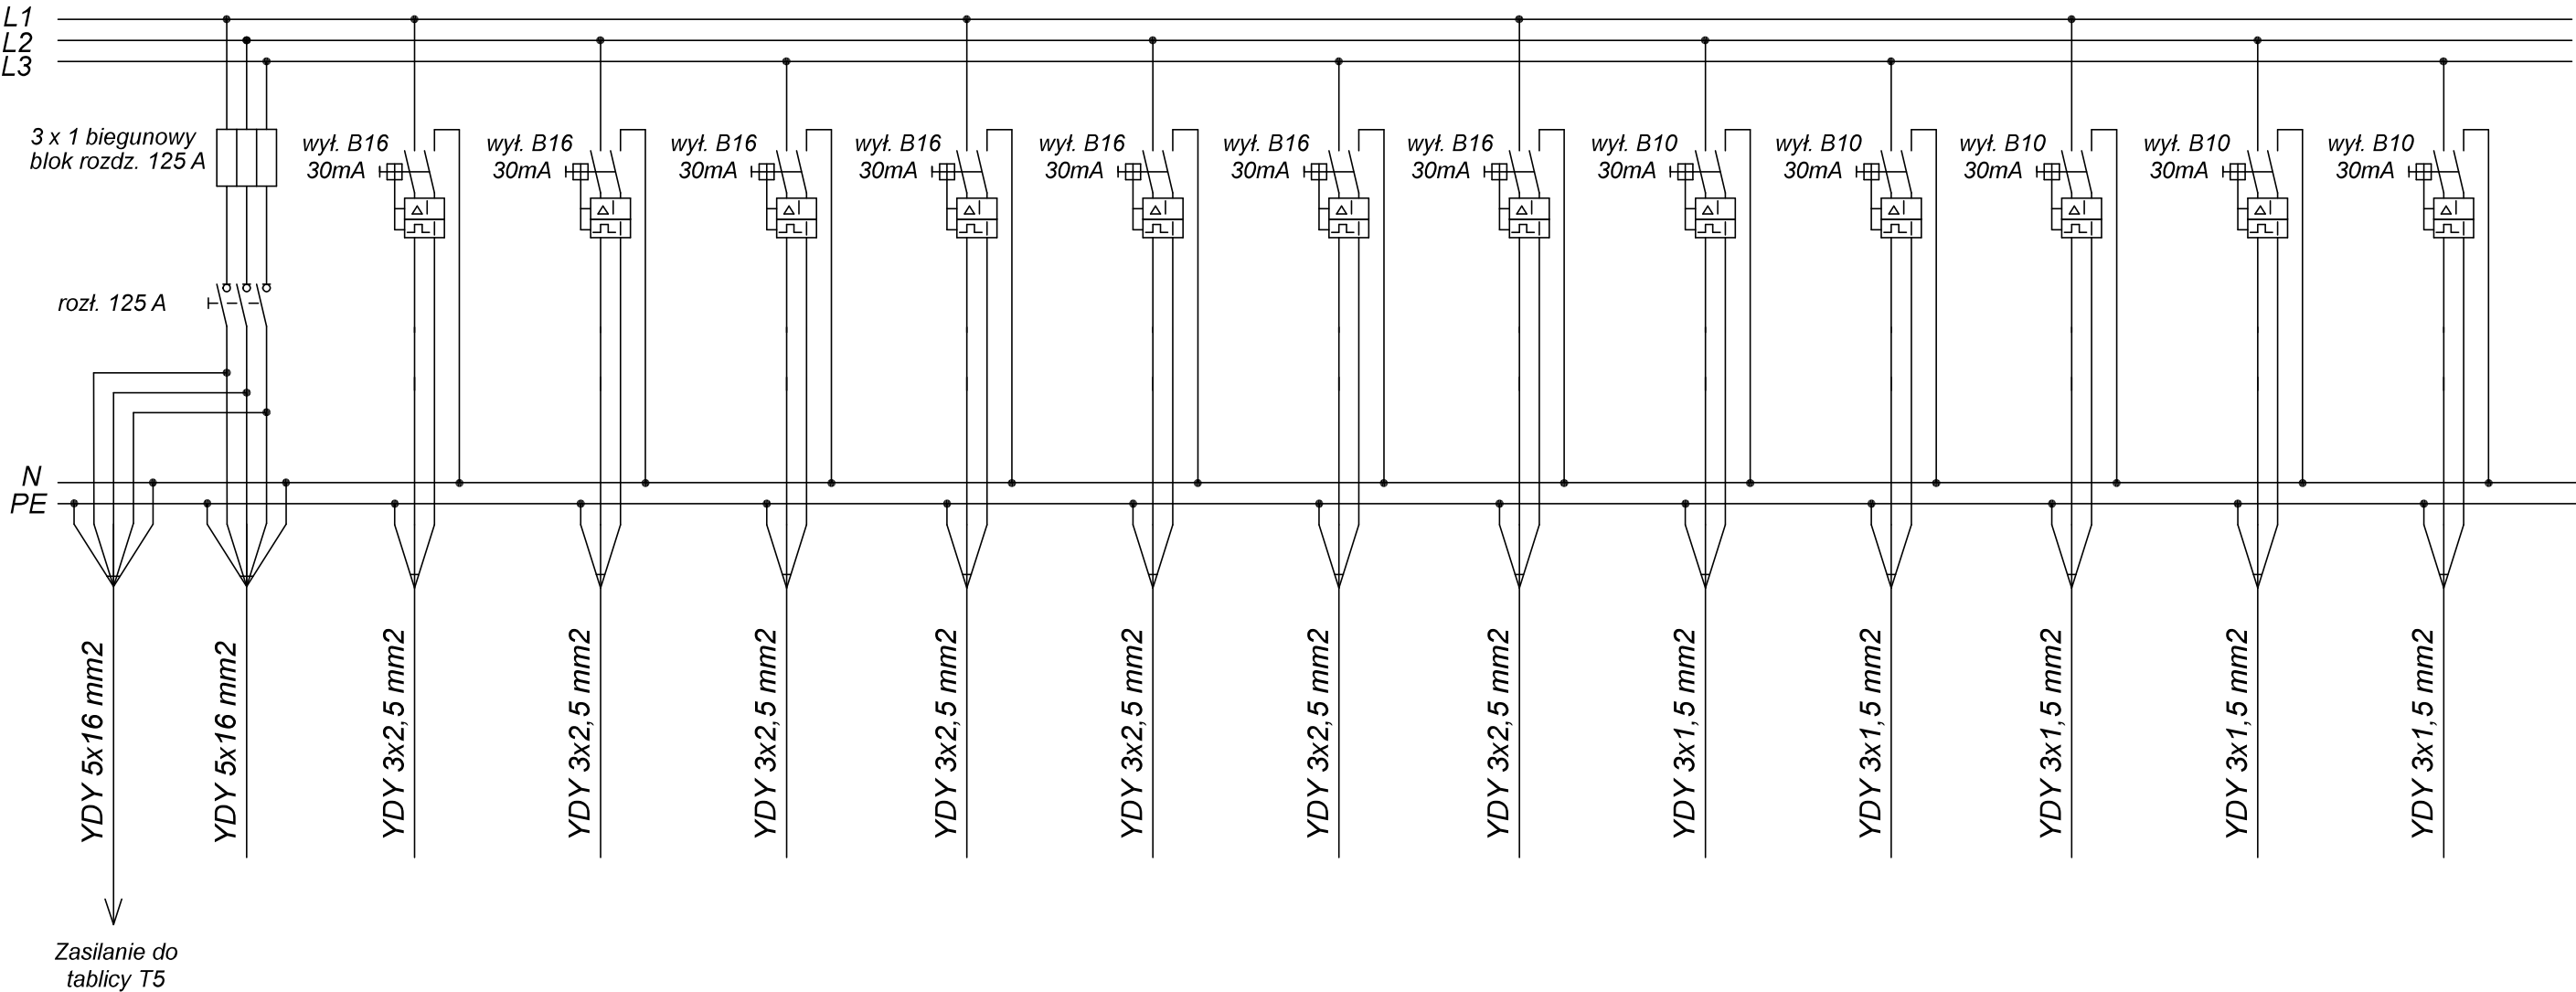 L1
L2
L3
3 x 1 biegunowy
blok rozdz. 125 A
wył. B16
30mA
wył. B16
30mA
wył. B16
30mA
wył. B16
30mA
wył. B16
30mA
wył. B16
30mA
wył. B16
30mA
wył. B10
30mA
wył. B10
30mA
wył. B10
30mA
wył. B10
30mA
wył. B10
30mA
rozł. 125 A
N
PE
YDY 5x16 mm2
YDY 5x16 mm2
YDY 3x2,5 mm2
YDY 3x2,5 mm2
YDY 3x2,5 mm2
YDY 3x2,5 mm2
YDY 3x2,5 mm2
YDY 3x2,5 mm2
YDY 3x2,5 mm2
YDY 3x1,5 mm2
YDY 3x1,5 mm2
YDY 3x1,5 mm2
YDY 3x1,5 mm2
YDY 3x1,5 mm2
Zasilanie do
tablicy T5